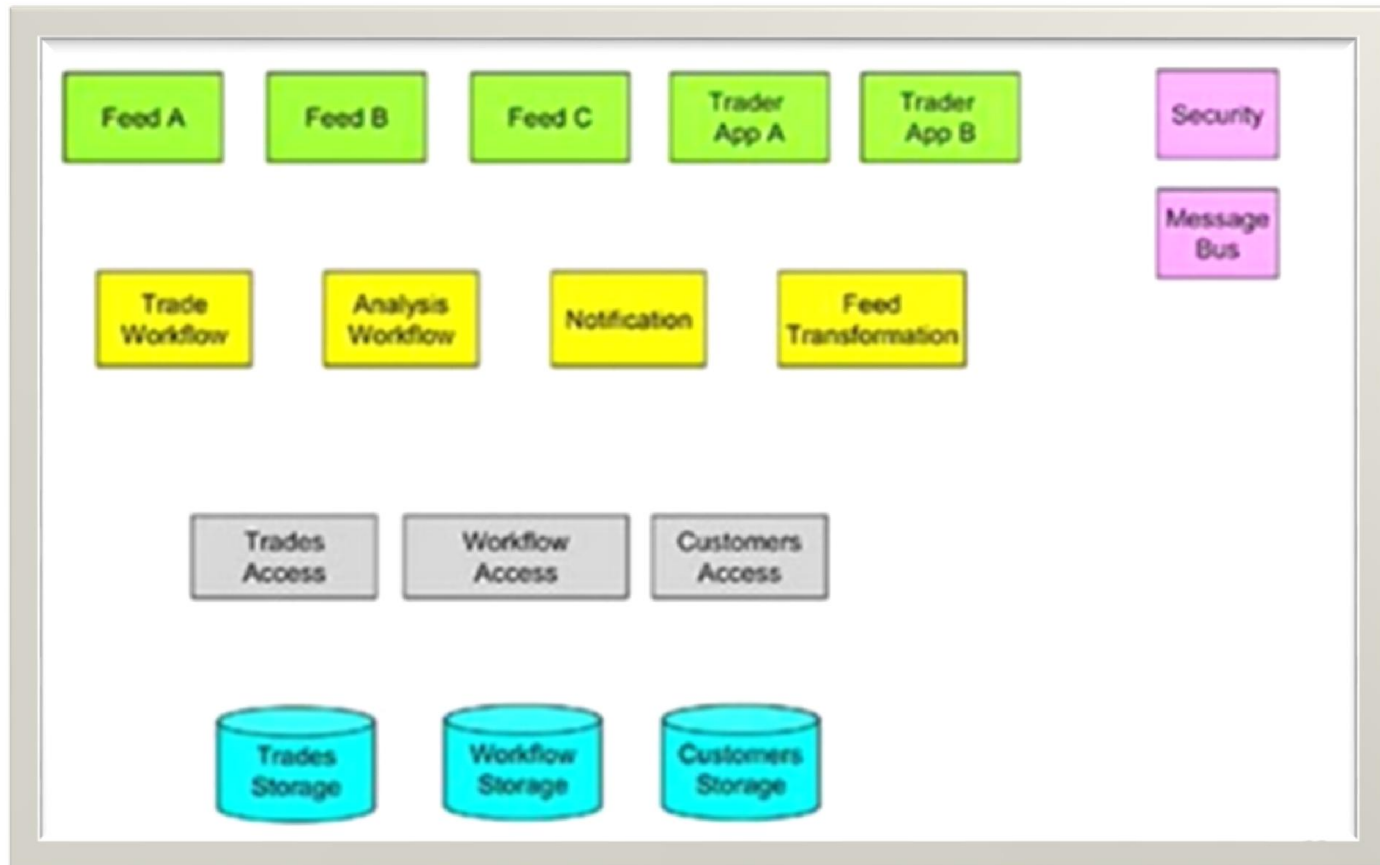 Feed A
Feed B
Feed C
Trader
App A
Trader
App B
Security
Message
Bus
Trade
Workflow
Analysis
Workflow
Notification
Feed
Transformation
Trades
Access
Workflow
Access
Customers
Access
Trades
Storage
Workflow
Storage
Customers
Storage